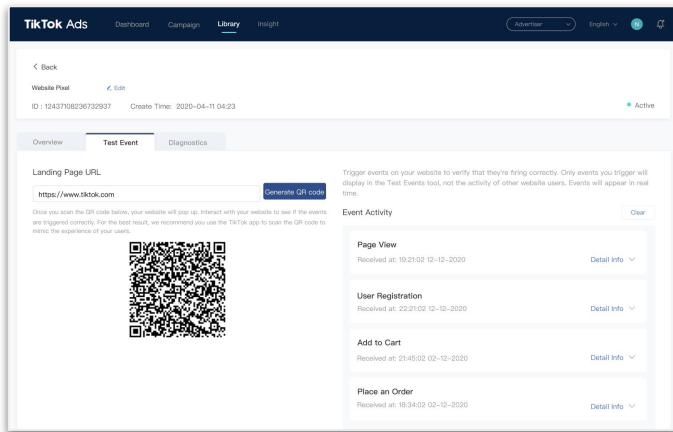 TikTok Ads Dashboard Campaign Library Insight Advertiser English N
Back
Website Pixel Edit
ID : 12437108236732937 Create Time: 2020-04-11 04:23 Active
Overview Test Event Diagnostics
Landing Page URL
https://www.tiktok.com Generate QR code
Once you scan the QR code below, your website will pop up. Interact with your website to see if the events
are triggered correctly. For the best result, we recommend you use the TikTok app to scan the QR code to
mimic the experience of your users.
Trigger events on your website to verify that they're firing correctly. Only events you trigger will
display in the Test Events tool, not the activity of other website users. Events will appear in real
time.
Event Activity Clear
Page View
Received at: 19:21:02 12-12-2020 Detail Info
User Registration
Received at: 22:21:02 12-12-2020 Detail Info
Add to Cart
Received at: 21:45:02 02-12-2020 Detail Info
Place an Order
Received at: 18:34:02 02-12-2020 Detail Info